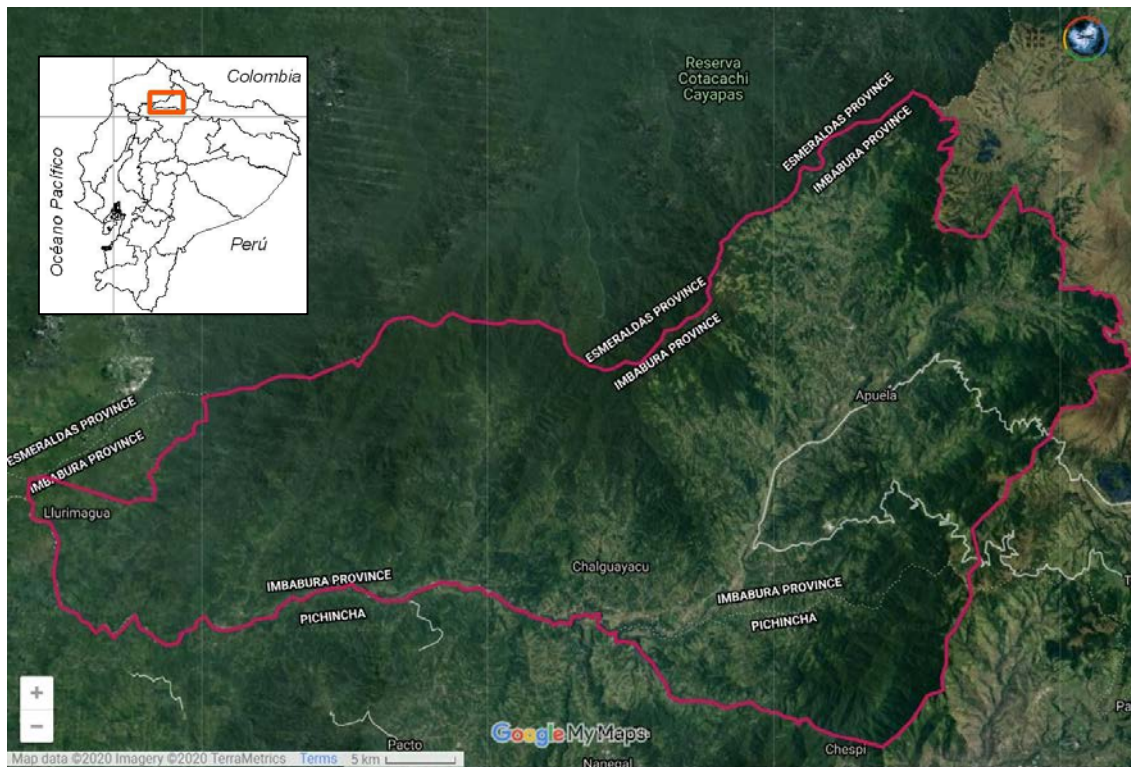 Colombia
Océano Pacífico
Perú
Reserva
Cotacachi
Cayapas
ESMERALDAS PROVINCE
IMBABURA PROVINCE
ESMERALDAS PROVINCE
IMBABURA PROVINCE
Apuela
ESMERALDAS PROVINCE
IMBABURA PROVINCE
Llurimagua
Chalguayacu
IMBABURA PROVINCE
PICHINCHA
IMBABURA PROVINCE
PICHINCHA
+
−
Pacto
Google My Maps
Chespi
Nanegal
Map data ©2020 Imagery ©2020 TerraMetrics Terms 5 km